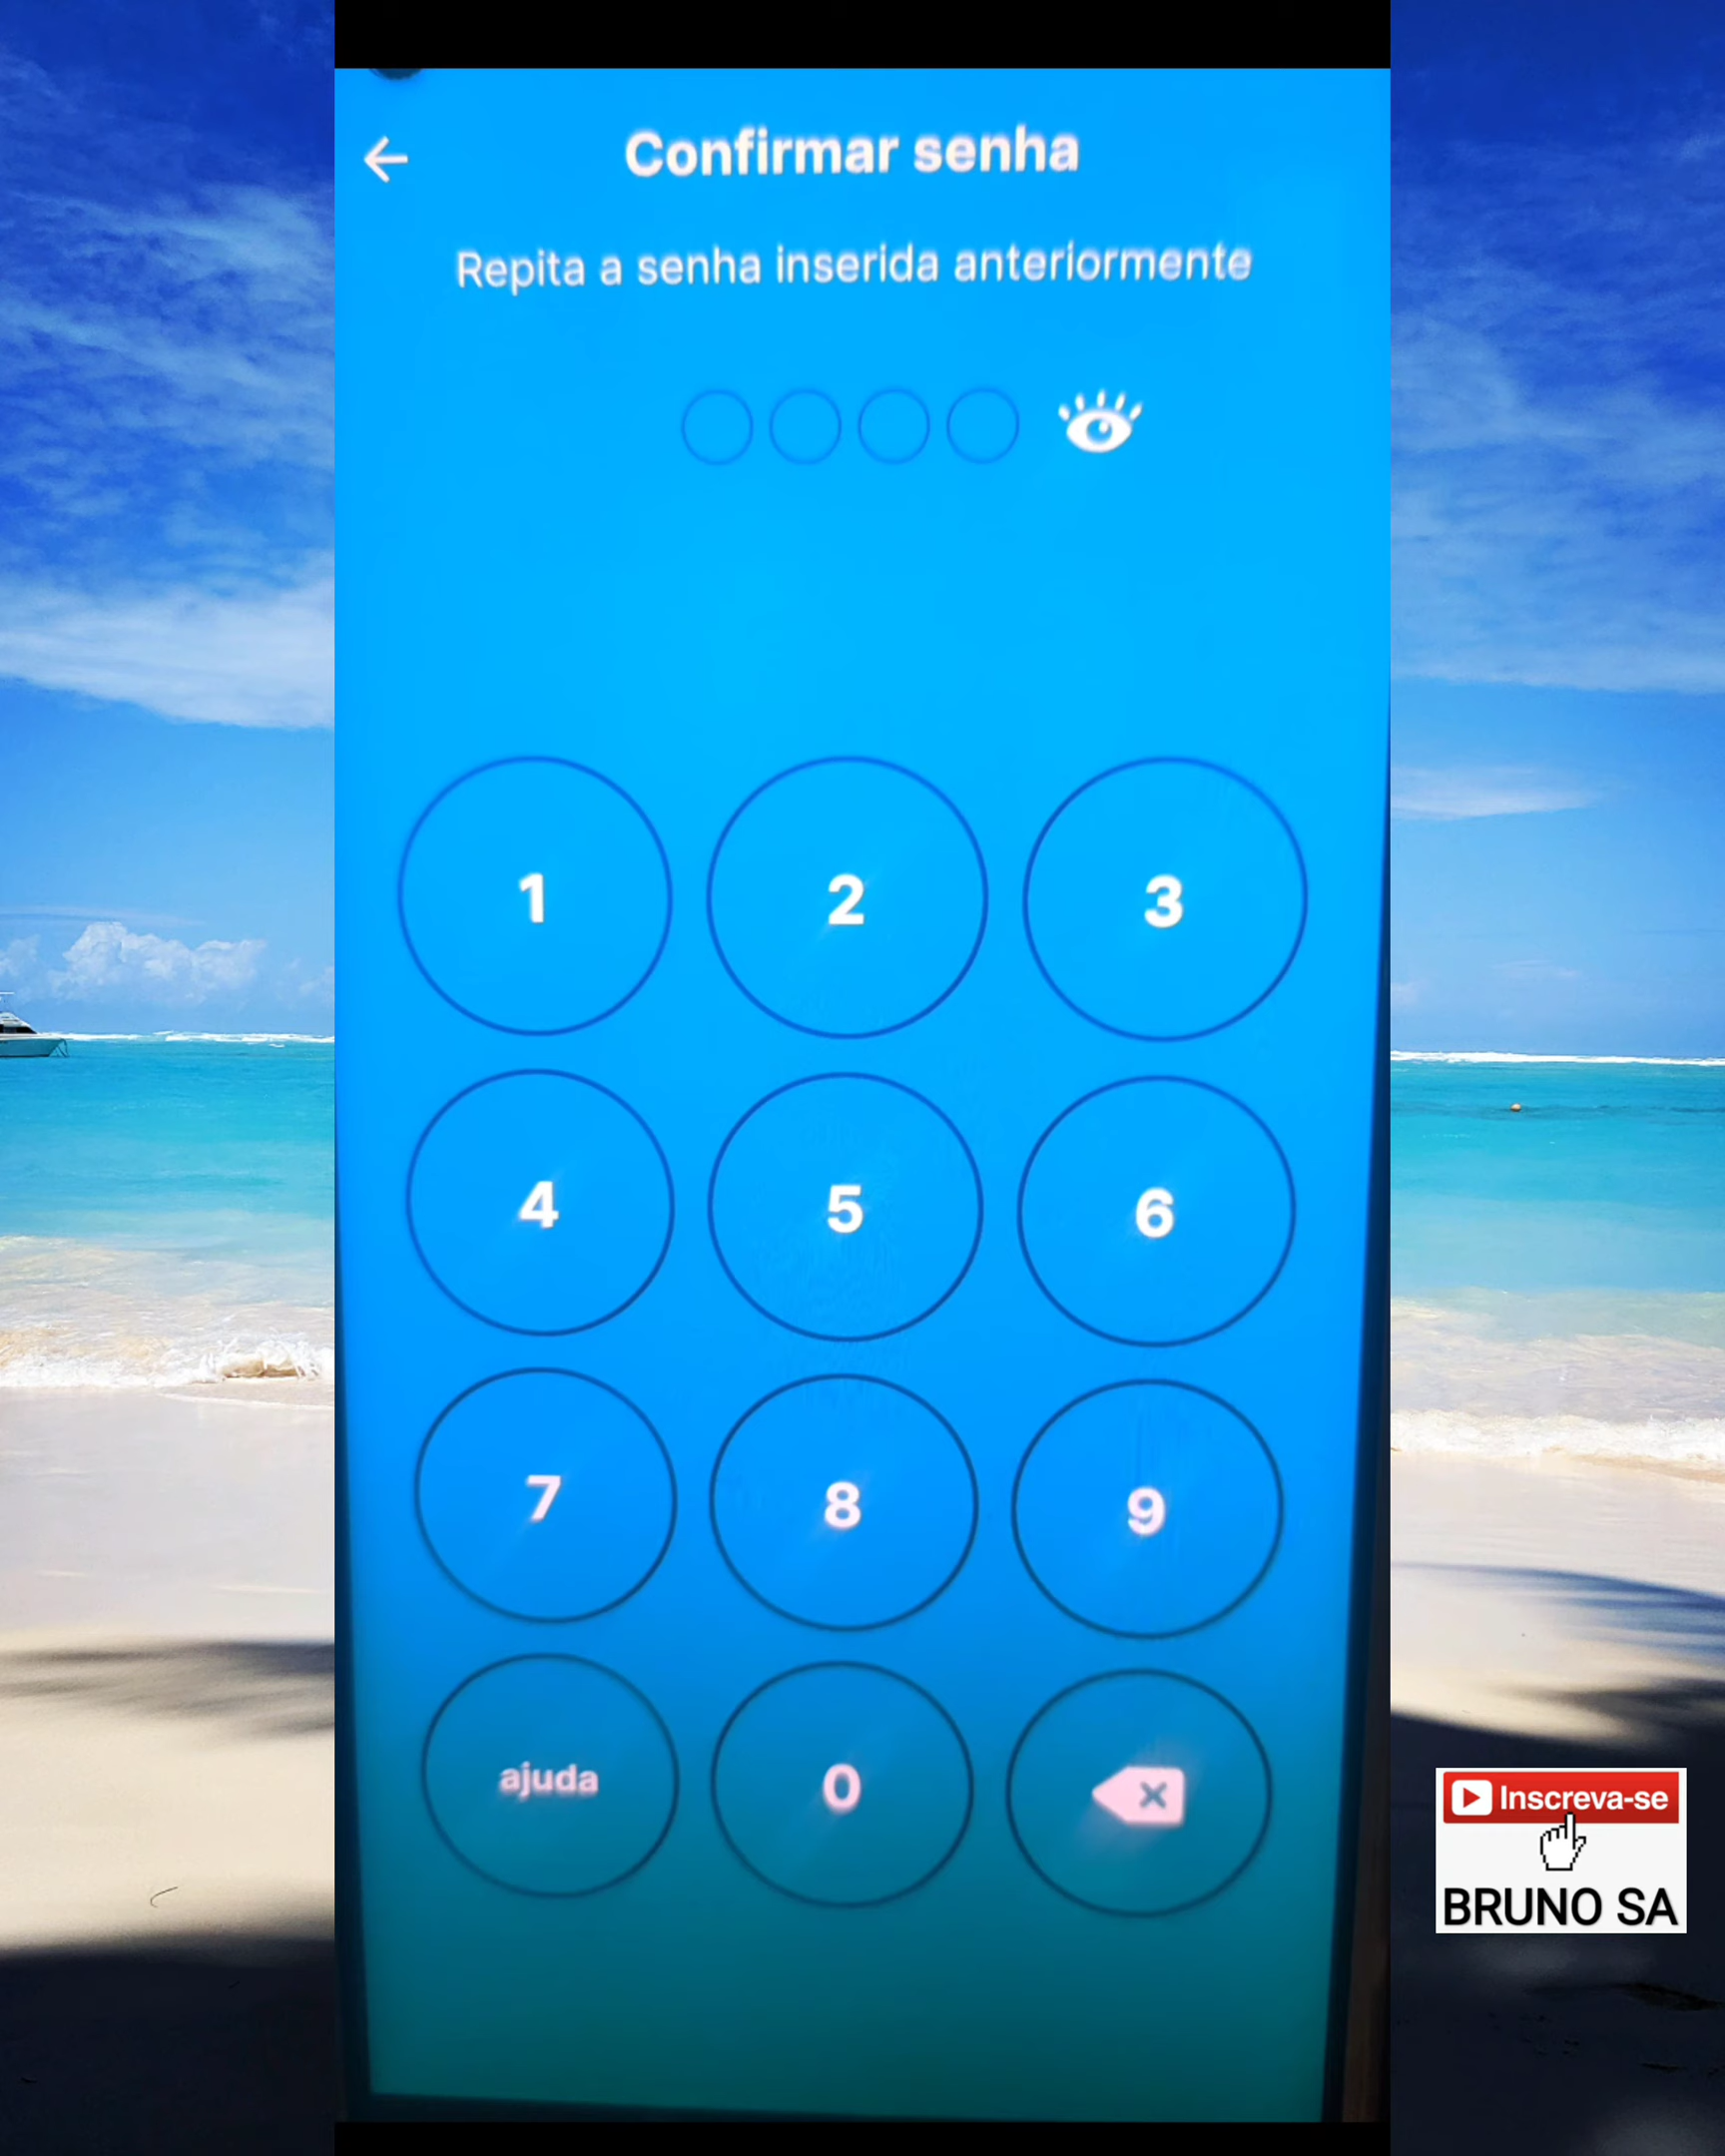 Confirmar senha
Repita a senha inserida anteriormente
1 2 3
4 5 6
7 8 9
ajuda 0
Inscreva-se
BRUNO SA